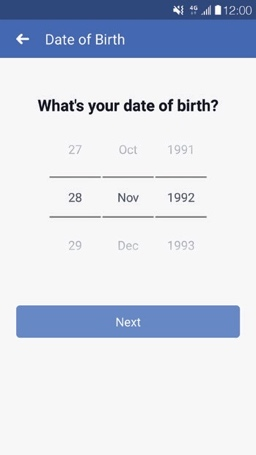 4G 12:00
Date of Birth
What's your date of birth?
27 Oct 1991
28 Nov 1992
29 Dec 1993
Next